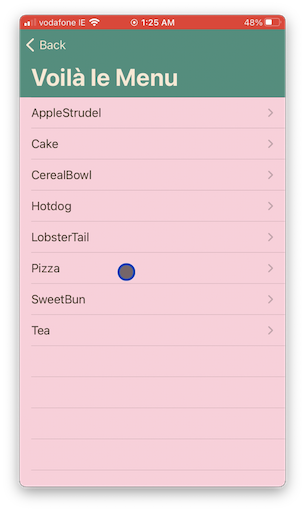 vodafone IE 1:25 AM 48%
Back
Voilà le Menu
AppleStrudel
Cake
CerealBowl
Hotdog
LobsterTail
Pizza
SweetBun
Tea